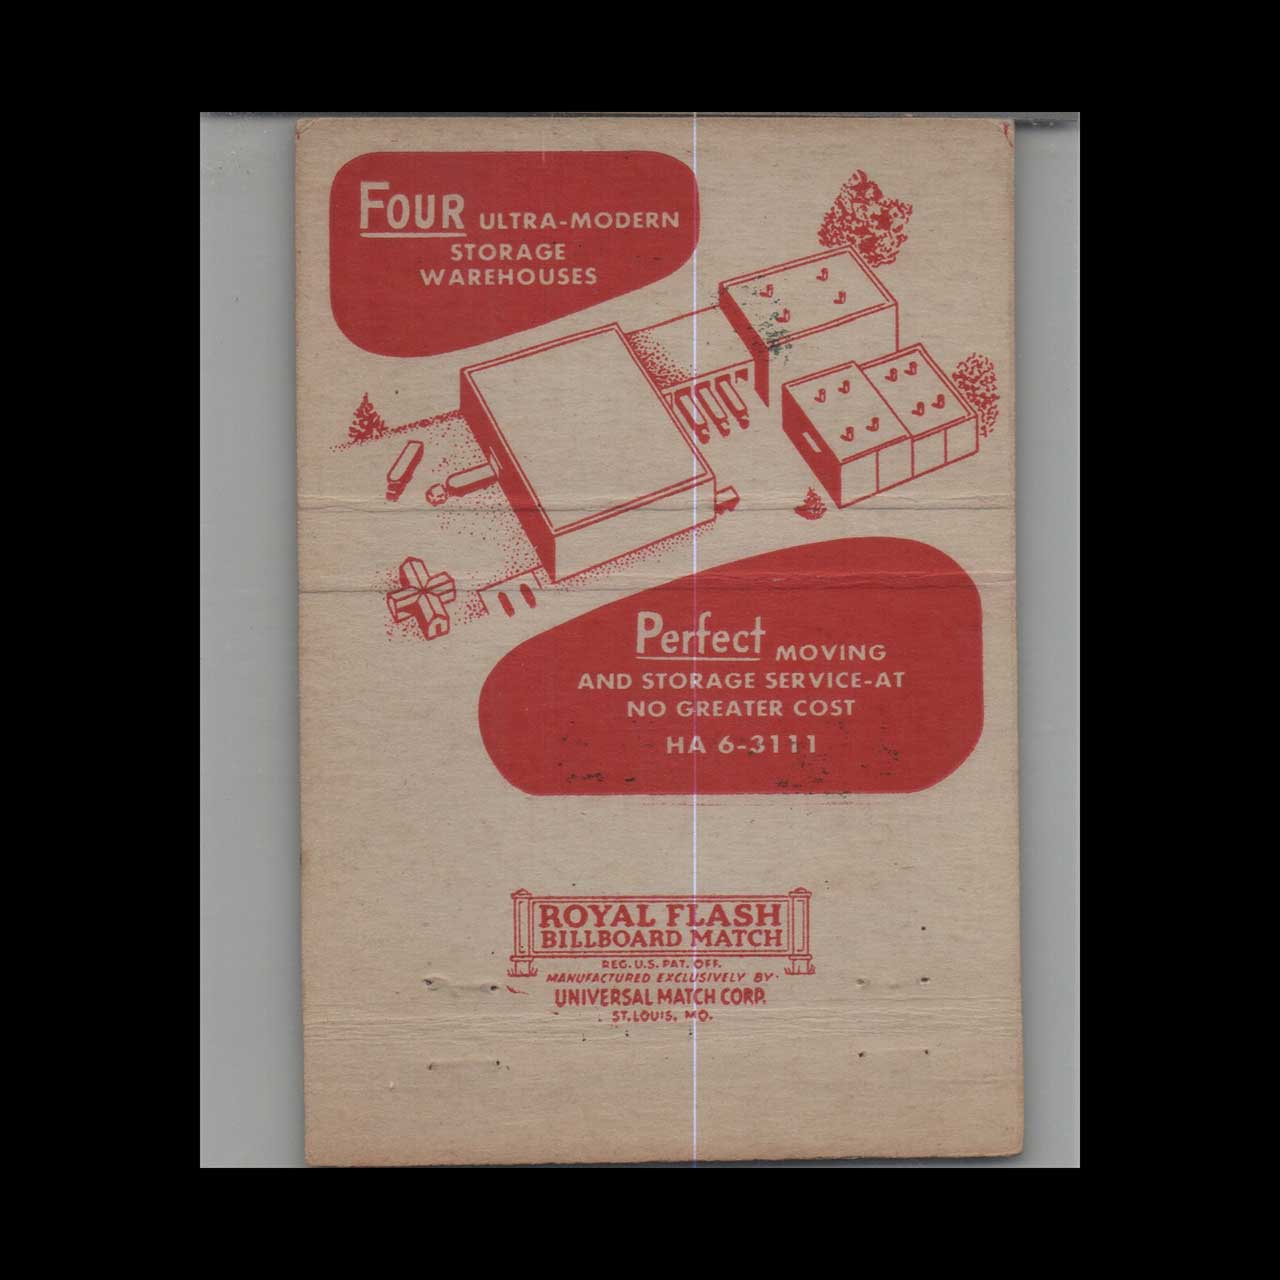 FOUR ULTRA-MODERN
STORAGE
WAREHOUSES
Perfect MOVING
AND STORAGE SERVICE-AT
NO GREATER COST
HA 6-3111
ROYAL FLASH
BILLBOARD MATCH
REG. U.S. PAT. OFF.
MANUFACTURED EXCLUSIVELY BY
UNIVERSAL MATCH CORP.
ST. LOUIS, MO.